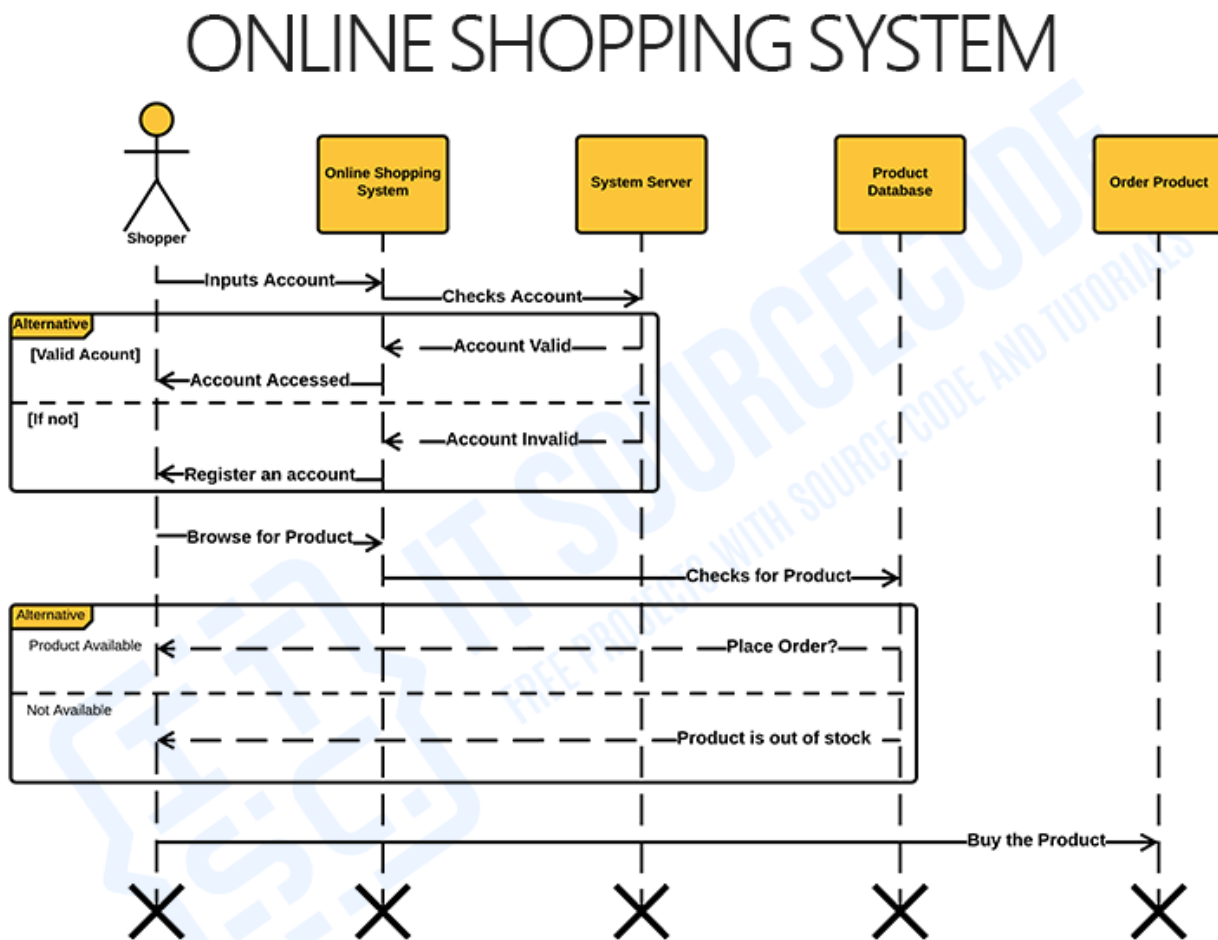 ONLINE SHOPPING SYSTEM
Online Shopping
System
System Server
Product
Database
Order Product
Shopper
Inputs Account
Checks Account
Alternative
[Valid Acount]
Account Valid
Account Accessed
[If not]
Account Invalid
Register an account
Browse for Product
Checks for Product
Alternative
Product Available
Place Order?
Not Available
Product is out of stock
Buy the Product
IT SOURCECODE
FREE PROJECTS WITH SOURCE CODE AND TUTORIALS